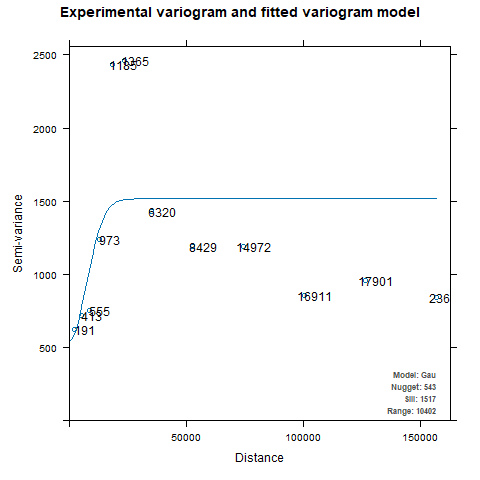 Experimental variogram and fitted variogram model
2500
2000
1500
1000
500
Semi-variance
1185
1365
6320
973
8429
14972
555
413
191
16911
17901
236
Model: Gau
Nugget: 543
Sill: 1517
Range: 10402
50000
100000
150000
Distance